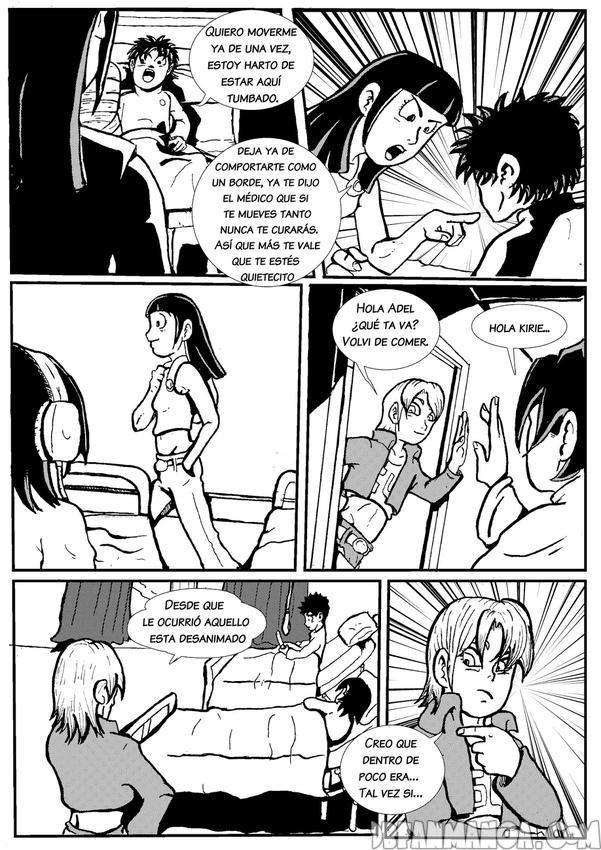 Quiero moverme
ya de una vez,
estoy harto de
estar aquí
tumbado.
deja ya de
comportarte como
un borde, ya te dijo
el médico que si
te mueves tanto
nunca te curarás.
Así que más te vale
que te estés
quietecito
Hola Adel
¿Qué ta va?
Volvi de comer.
hola kirie...
Desde que
le ocurrió aquello
esta desanimado
Creo que
dentro de
poco era...
Tal vez si...
DBFANMANGA.COM